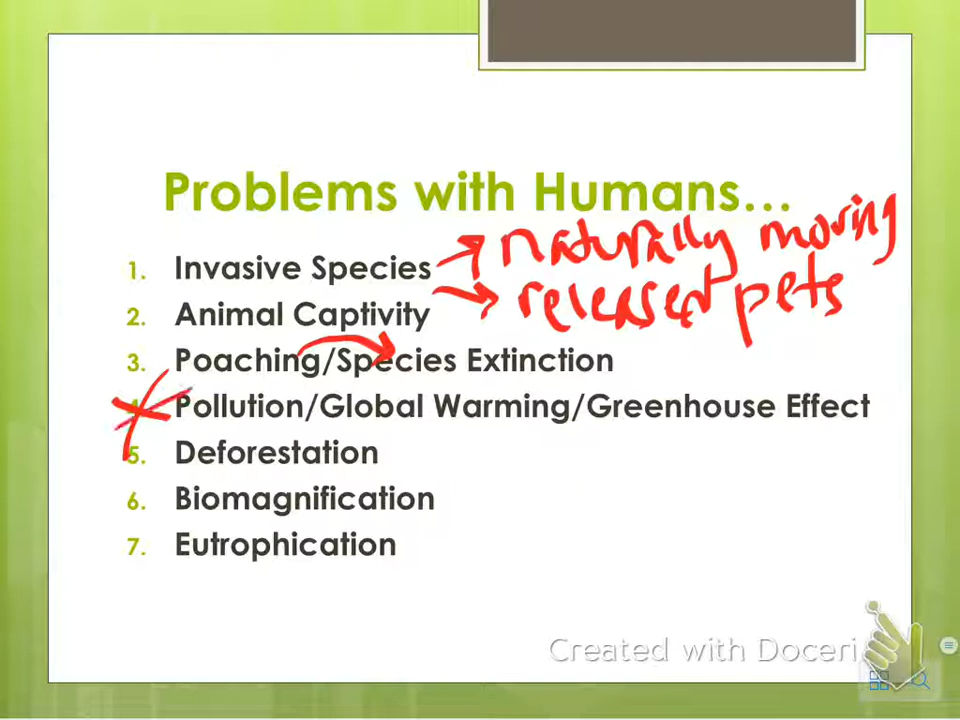 Problems with Humans...
naturally moving
1. Invasive Species
released pets
2. Animal Captivity
3. Poaching/Species Extinction
4. Pollution/Global Warming/Greenhouse Effect
5. Deforestation
6. Biomagnification
7. Eutrophication
Created with Doceri